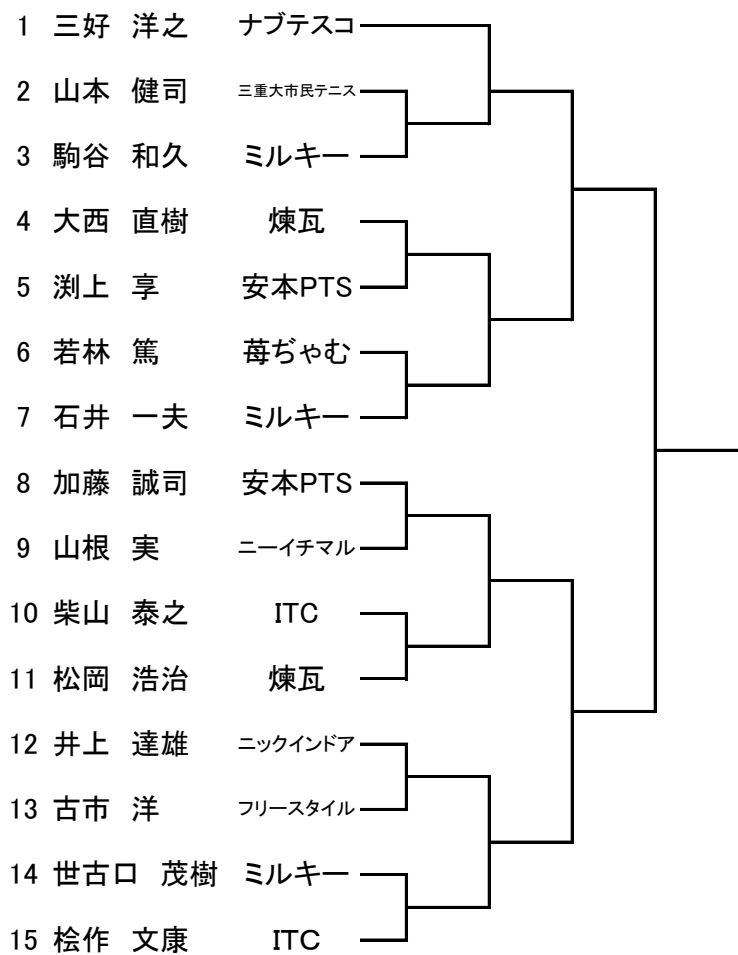 1 三好 洋之 ナブテスコ
2 山本 健司 三重大市民テニス
3 駒谷 和久 ミルキー
4 大西 直樹 煉瓦
5 渕上 享 安本PTS
6 若林 篤 苺ぢゃむ
7 石井 一夫 ミルキー
8 加藤 誠司 安本PTS
9 山根 実 ニーイチマル
10 柴山 泰之 ITC
11 松岡 浩治 煉瓦
12 井上 達雄 ニックインドア
13 古市 洋 フリースタイル
14 世古口 茂樹 ミルキー
15 桧作 文康 ITC